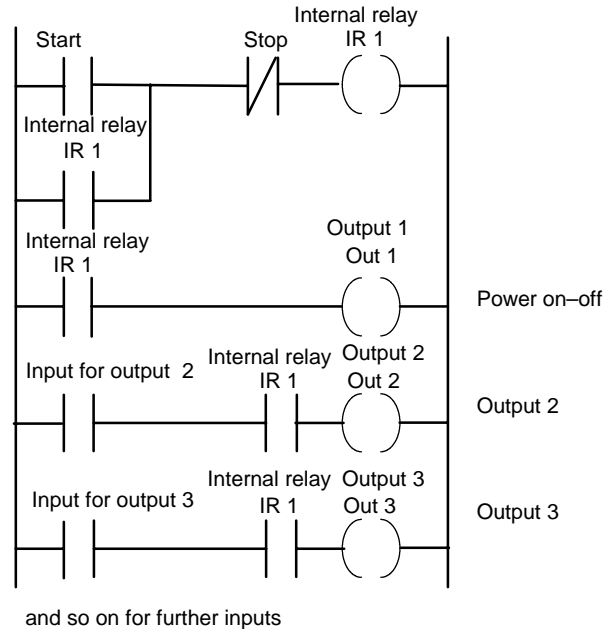 Internal relay
IR 1
Start
Stop
Internal relay
IR 1
Internal relay
IR 1
Output 1
Out 1
Power on–off
Input for output 2
Internal relay
IR 1
Output 2
Out 2
Output 2
Input for output 3
Internal relay
IR 1
Output 3
Out 3
Output 3
and so on for further inputs